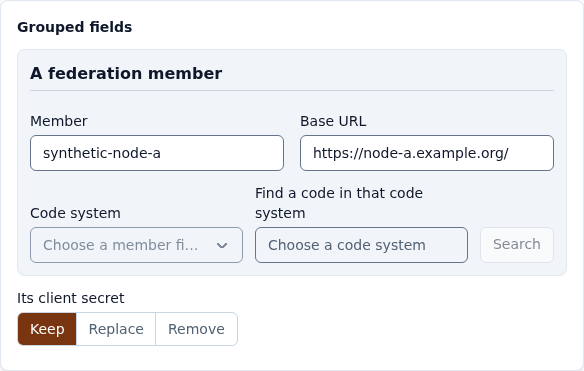 Grouped fields
A federation member
Member
Base URL
synthetic-node-a
https://node-a.example.org/
Code system
Find a code in that code
system
Choose a member fi...
Choose a code system
Search
Its client secret
Keep
Replace
Remove